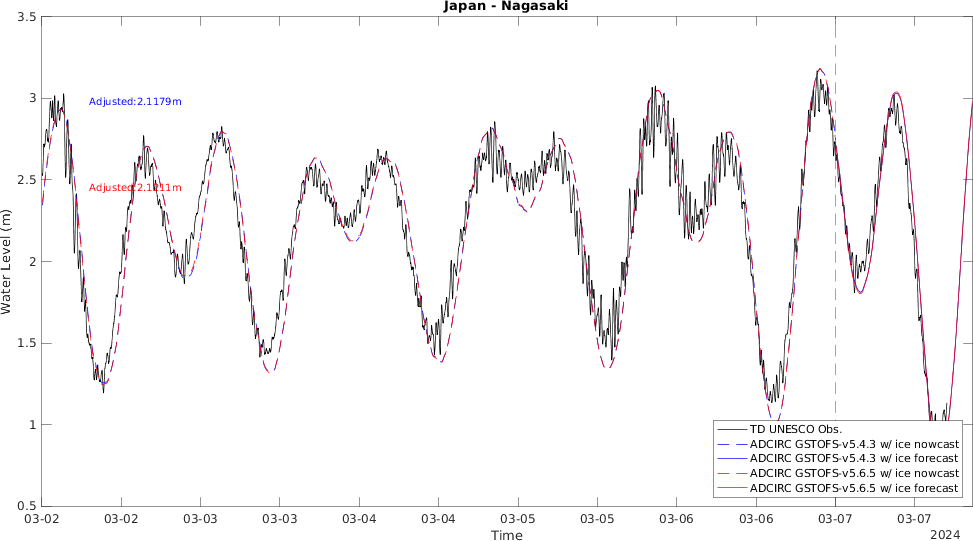 Japan - Nagasaki
3.5
3
2.5
2
1.5
1
0.5
Water Level (m)
Adjusted:2.1179m
Adjusted:2.1211m
TD UNESCO Obs.
ADCIRC GSTOFS-v5.4.3 w/ ice nowcast
ADCIRC GSTOFS-v5.4.3 w/ ice forecast
ADCIRC GSTOFS-v5.6.5 w/ ice nowcast
ADCIRC GSTOFS-v5.6.5 w/ ice forecast
03-02 03-02 03-03 03-03 03-04 03-04 03-05 03-05 03-06 03-06 03-07 03-07
Time
2024